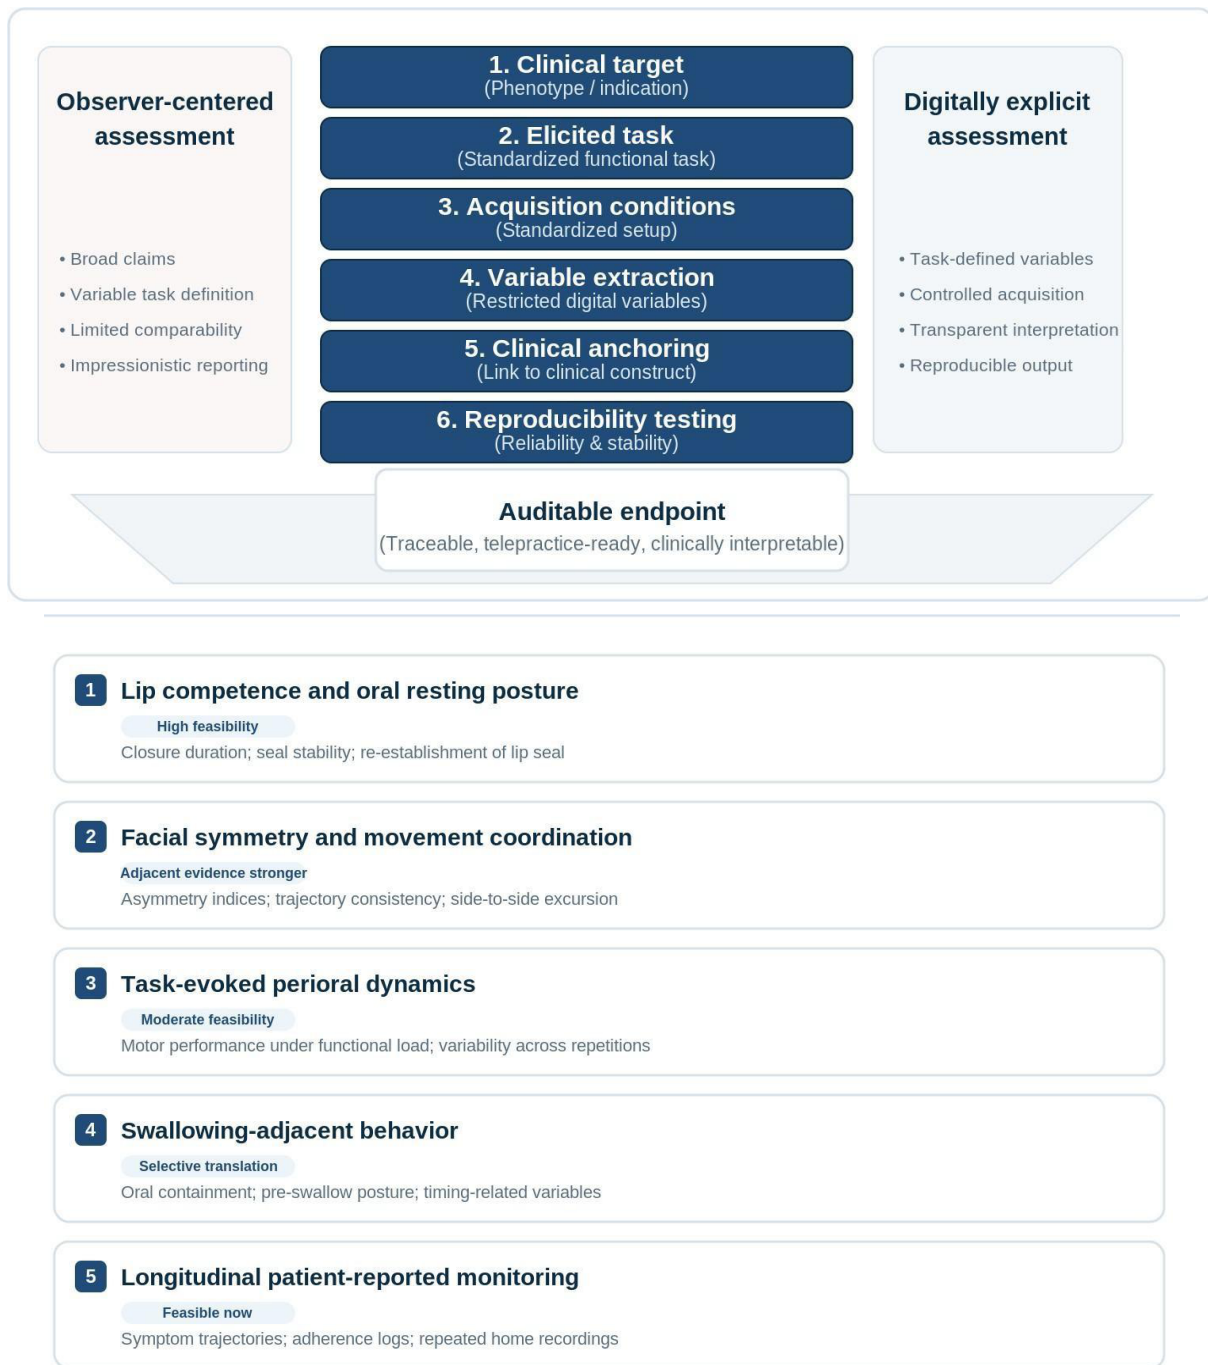 Observer-centered
assessment
• Broad claims
• Variable task definition
• Limited comparability
• Impressionistic reporting
1. Clinical target
(Phenotype / indication)
2. Elicited task
(Standardized functional task)
3. Acquisition conditions
(Standardized setup)
4. Variable extraction
(Restricted digital variables)
5. Clinical anchoring
(Link to clinical construct)
6. Reproducibility testing
(Reliability & stability)
Digitally explicit
assessment
• Task-defined variables
• Controlled acquisition
• Transparent interpretation
• Reproducible output
Auditable endpoint
(Traceable, telepractice-ready, clinically interpretable)
1 Lip competence and oral resting posture
High feasibility
Closure duration; seal stability; re-establishment of lip seal
2 Facial symmetry and movement coordination
Adjacent evidence stronger
Asymmetry indices; trajectory consistency; side-to-side excursion
3 Task-evoked perioral dynamics
Moderate feasibility
Motor performance under functional load; variability across repetitions
4 Swallowing-adjacent behavior
Selective translation
Oral containment; pre-swallow posture; timing-related variables
5 Longitudinal patient-reported monitoring
Feasible now
Symptom trajectories; adherence logs; repeated home recordings